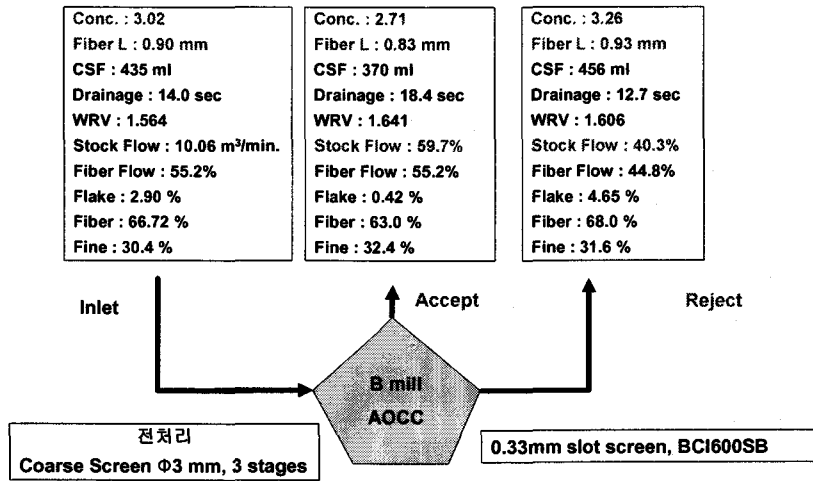 Conc. : 3.02
Fiber L : 0.90 mm
CSF : 435 ml
Drainage : 14.0 sec
WRV : 1.564
Stock Flow : 10.06 m³/min.
Fiber Flow : 55.2%
Flake : 2.90 %
Fiber : 66.72 %
Fine : 30.4 %
Conc. : 2.71
Fiber L : 0.83 mm
CSF : 370 ml
Drainage : 18.4 sec
WRV : 1.641
Stock Flow : 59.7%
Fiber Flow : 55.2%
Flake : 0.42 %
Fiber : 63.0 %
Fine : 32.4 %
Conc. : 3.26
Fiber L : 0.93 mm
CSF : 456 ml
Drainage : 12.7 sec
WRV : 1.606
Stock Flow : 40.3%
Fiber Flow : 44.8%
Flake : 4.65 %
Fiber : 68.0 %
Fine : 31.6 %
Inlet
Accept
Reject
B mill
AOCC
전처리
Coarse Screen Φ3 mm, 3 stages
0.33mm slot screen, BCI600SB